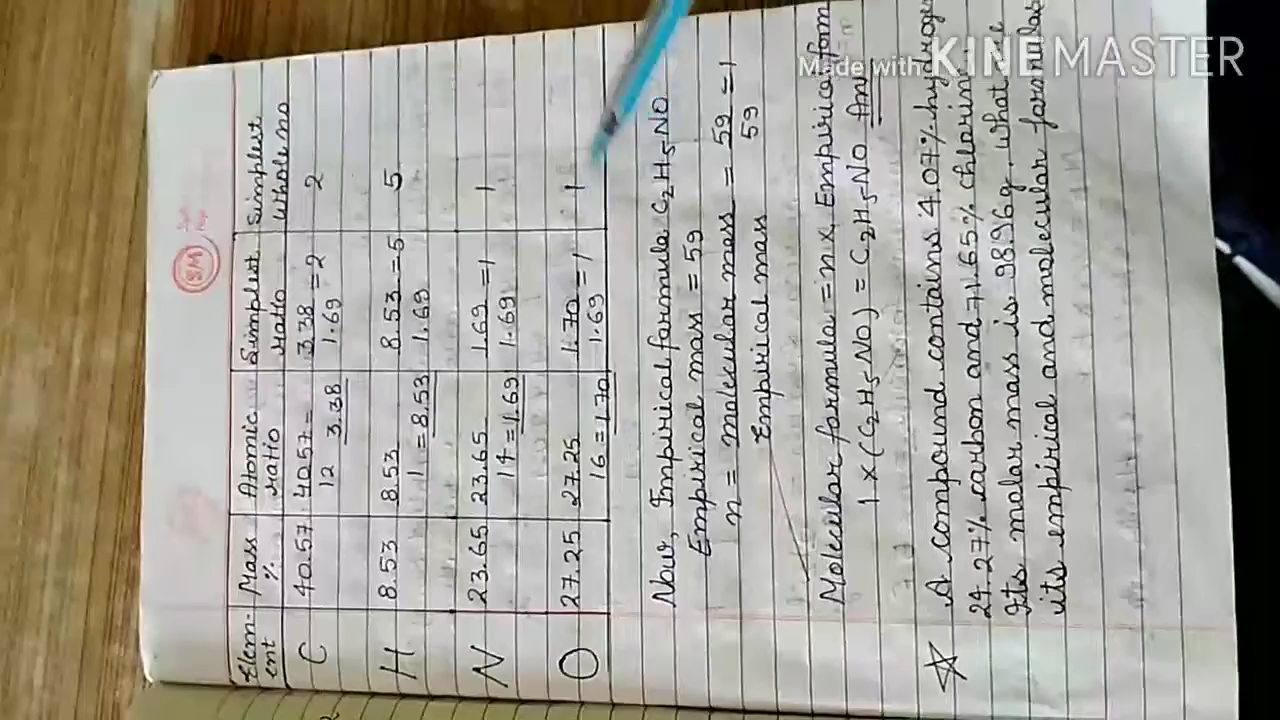 Made with KINEMASTER
SM
Elem- Mass Atomic Simplest Simplest
ent % ratio ratio whole no
C 40.57 40.57 = 3.38 = 2 2
12 3.38 1.69
H 8.53 8.53 8.53 = 5 5
1 = 8.53 1.69
N 23.65 23.65 1.69 = 1 1
14 = 1.69 1.69
O 27.25 27.25 1.70 = 1 1
16 = 1.70 1.69
Now, Empirical formula C2H5NO
Empirical mass = 59
n = molecular mass = 59 = 1
Empirical mass 59
Molecular formula = n x Empirical form
1 x (C2H5NO) = C2H5NO Ans
A compound contains 4.07% hydroge
24.27% carbon and 71.65% chlorin
Its molar mass is 98.96g. what
its empirical and molecular formulas